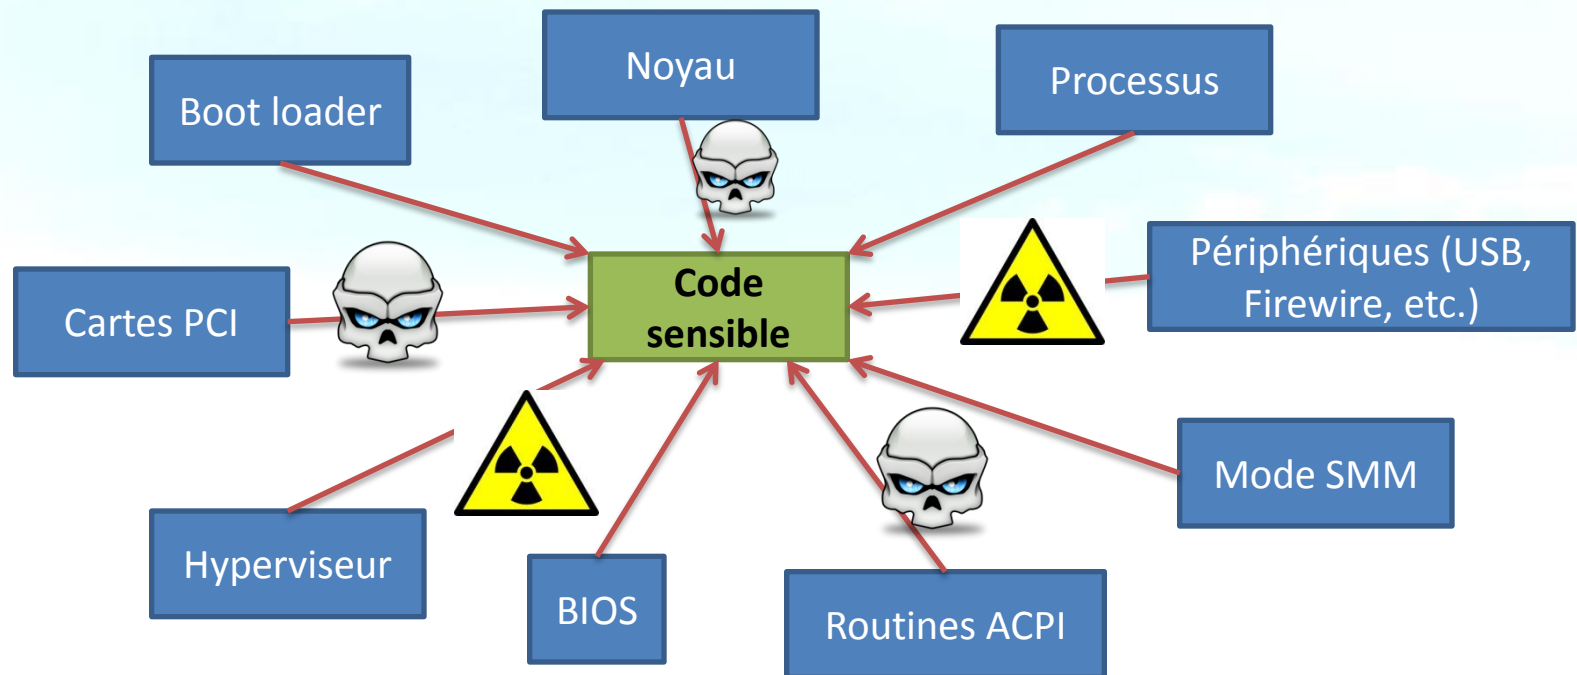 Noyau
Processus
Boot loader
Périphériques (USB,
Firewire, etc.)
Code
sensible
Cartes PCI
Mode SMM
Hyperviseur
BIOS
Routines ACPI